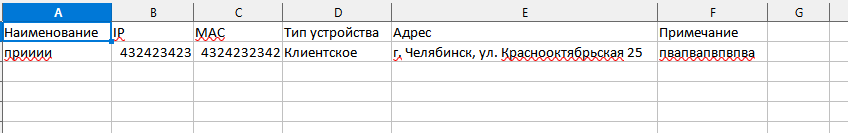 A B C D E F G
Наименование IP MAC Тип устройства Адрес Примечание
прииии 432423423 4324232342 Клиентское г, Челябинск, ул. Краснооктябрьская 25 пвапвапвпвпва